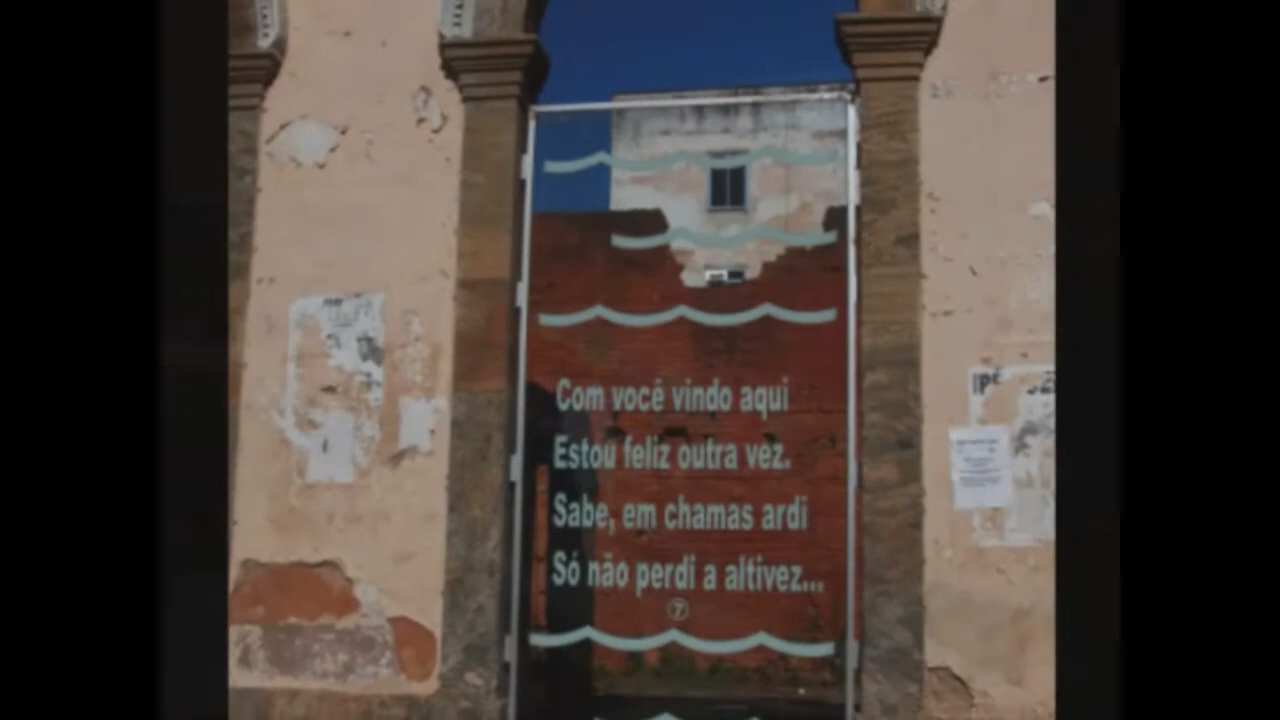 Com você vindo aqui
Estou feliz outra vez.
Sabe, em chamas ardi
Só não perdi a altivez...
7